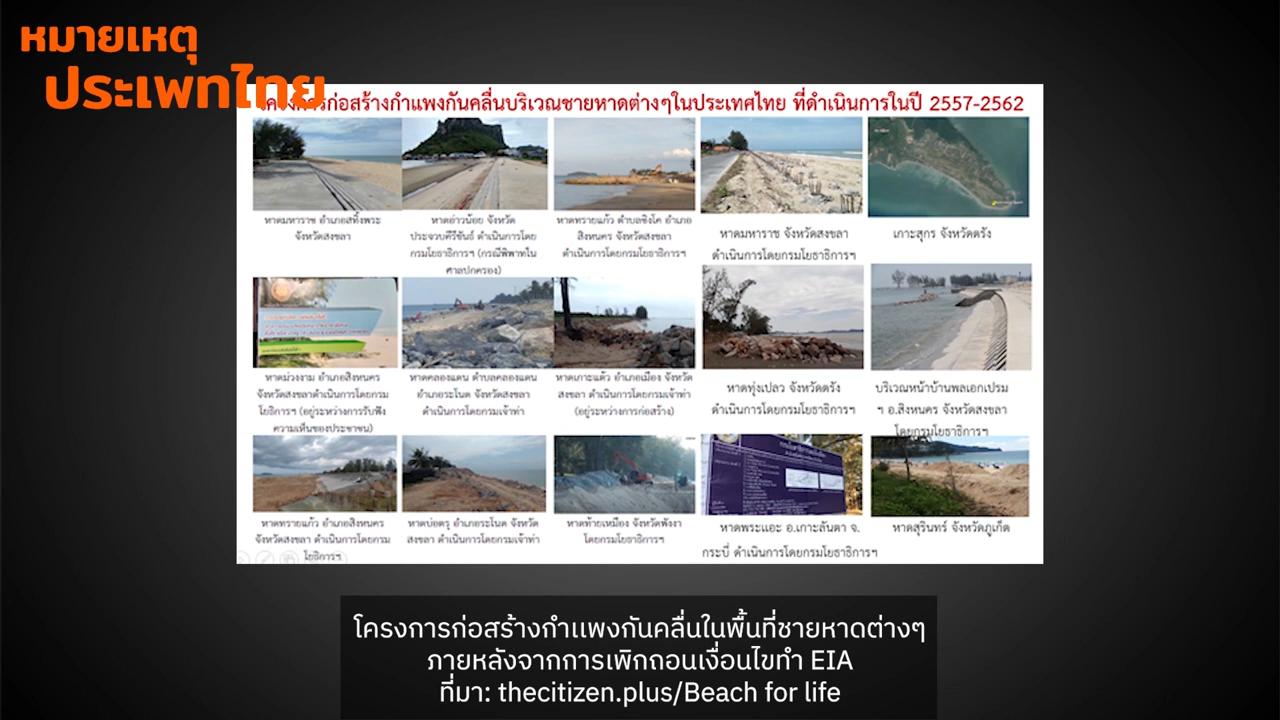 หมายเหตุ
ประเพทไทย
โครงการก่อสร้างกำแพงกันคลื่นบริเวณชายหาดต่างๆในประเทศไทย ที่ดำเนินการในปี 2557-2562
หาดมหาราช อำเภอสทิ้งพระ
จังหวัดสงขลา
หาดอ่าวน้อย จังหวัด
ประจวบคีรีขันธ์ ดำเนินการโดย
กรมโยธาธิการฯ (กรณีพิพาทใน
ศาลปกครอง)
หาดทรายแก้ว ตำบลชิงโค อำเภอ
สิงหนคร จังหวัดสงขลา
ดำเนินการโดยกรมโยธาธิการฯ
หาดมหาราช จังหวัดสงขลา
ดำเนินการโดยกรมโยธาธิการฯ
เกาะสุกร จังหวัดตรัง
หาดม่วงงาม อำเภอสิงหนคร
จังหวัดสงขลาดำเนินการโดยกรม
โยธิการฯ (อยู่ระหว่างการรับฟัง
ความเห็นของประชาชน)
หาดคลองแดน ตำบลคลองแดน
อำเภอระโนด จังหวัดสงขลา
ดำเนินการโดยกรมเจ้าท่า
หาดเกาะแต้ว อำเภอเมือง จังหวัด
สงขลา ดำเนินการโดยกรมเจ้าท่า
(อยู่ระหว่างการก่อสร้าง)
หาดทุ่งเปลว จังหวัดตรัง
ดำเนินการโดยกรมโยธาธิการฯ
บริเวณหน้าบ้านพลเอกเปรม
ฯ อ.สิงหนคร จังหวัดสงขลา
โดยกรมโยธาธิการฯ
หาดทรายแก้ว อำเภอสิงหนคร
จังหวัดสงขลา ดำเนินการโดยกรม
โยธิการฯ
หาดบ่อตรุ อำเภอระโนด จังหวัด
สงขลา ดำเนินการโดยกรมเจ้าท่า
หาดท้ายเหมือง จังหวัดพังงา
โดยกรมโยธาธิการฯ
หาดพระแอะ อ.เกาะลันตา จ.
กระบี่ ดำเนินการโดยกรมโยธาธิการฯ
หาดสุรินทร์ จังหวัดภูเก็ต
โครงการก่อสร้างกำแพงกันคลื่นในพื้นที่ชายหาดต่างๆ
ภายหลังจากการเพิกถอนเงื่อนไขทำ EIA
ที่มา: thecitizen.plus/Beach for life